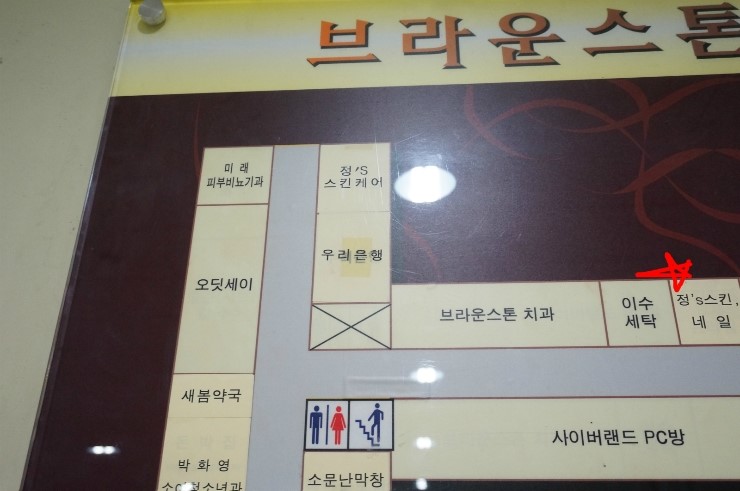 브라운스톤
미 래
피부비뇨기과
정'S
스킨케어
우리은행
오딧세이
브라운스톤 치과
이수
세탁
정's스킨,
네 일
새봄약국
사이버랜드 PC방
박 화 영
소문난막창